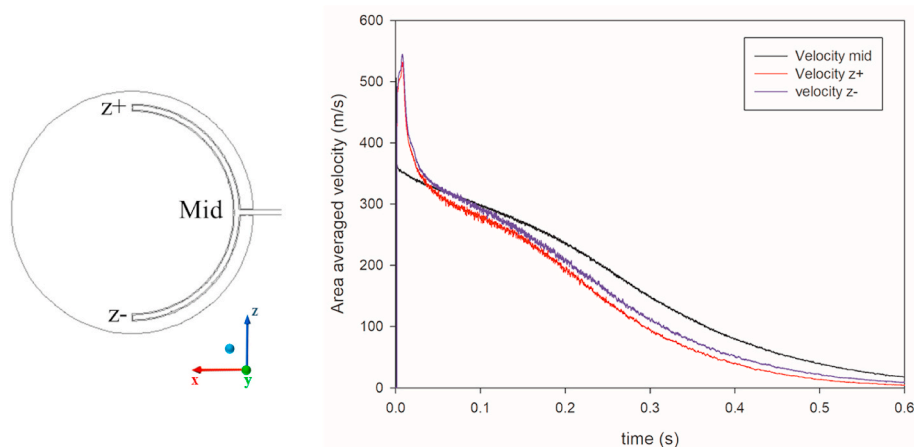 z+
Mid
z-
z
x
y
Area averaged velocity (m/s)
600
500
400
300
200
100
0
0.0 0.1 0.2 0.3 0.4 0.5 0.6
time (s)
Velocity mid
Velocity z+
velocity z-